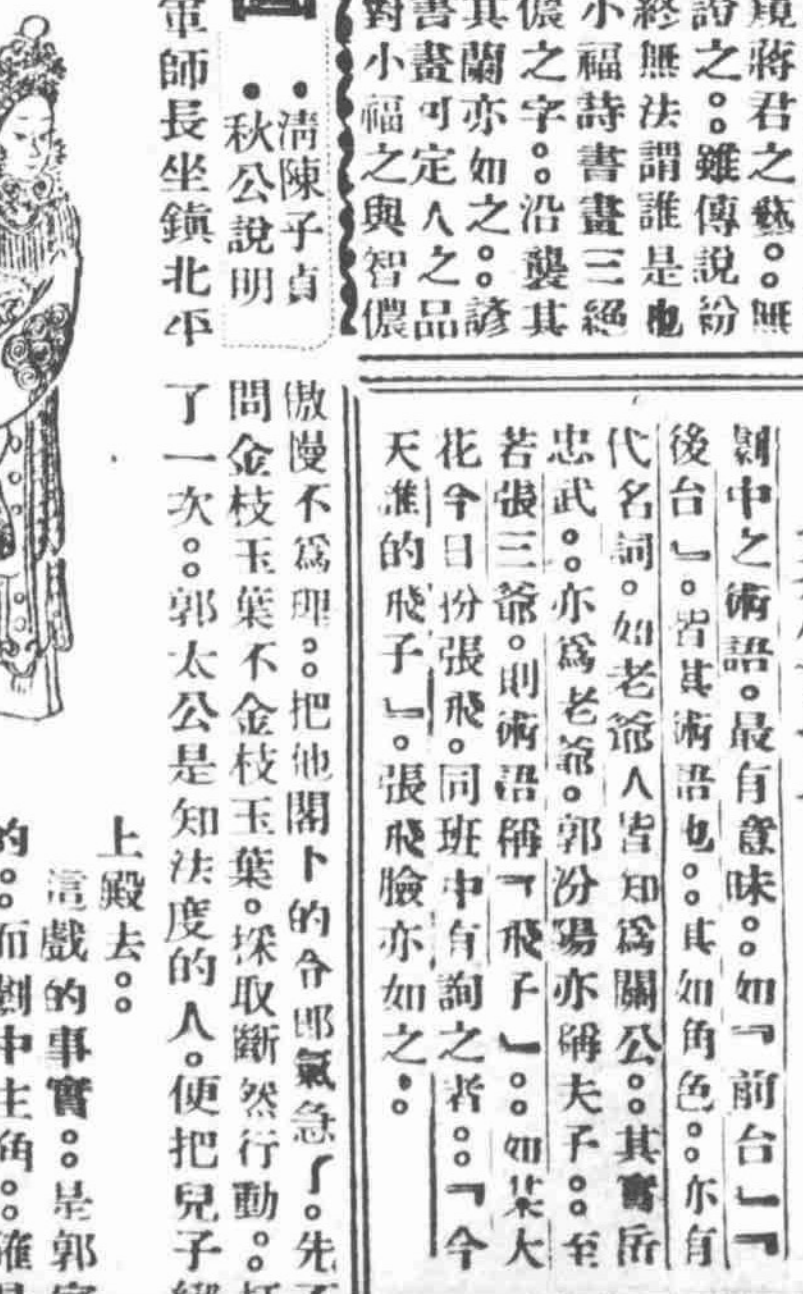 境蔣君之藝。。無
證之。。雖傳說紛
終無法謂誰是也
小福詩書畫三絕
儂之字。。沿襲其
其蘭亦如之。。諺
書畫可定人之品
對小福之與智儂
劇中之術語。最有意味。。如『前台』『
後台』。皆其術語也。。其如角色。。亦有
代名詞。如老爺人皆知爲關公。。其實岳
忠武。。亦爲老爺。郭汾陽亦稱夫子。。至
若張三爺。則術語稱『飛子』。。如某大
花今日份張飛。同班中有詢之者。。『今
天誰的飛子』。張飛臉亦如之。。
•清陳子貞
•秋公說明
軍師長坐鎮北平
傲慢不爲理。。把他閣下的令郎氣急了。先
問金枝玉葉不金枝玉葉。採取斷然行動。。
了一次。。郭太公是知法度的人。便把兒子綁
上殿去。。
這戲的事實。。是郭
的。。而劇中主角。。確